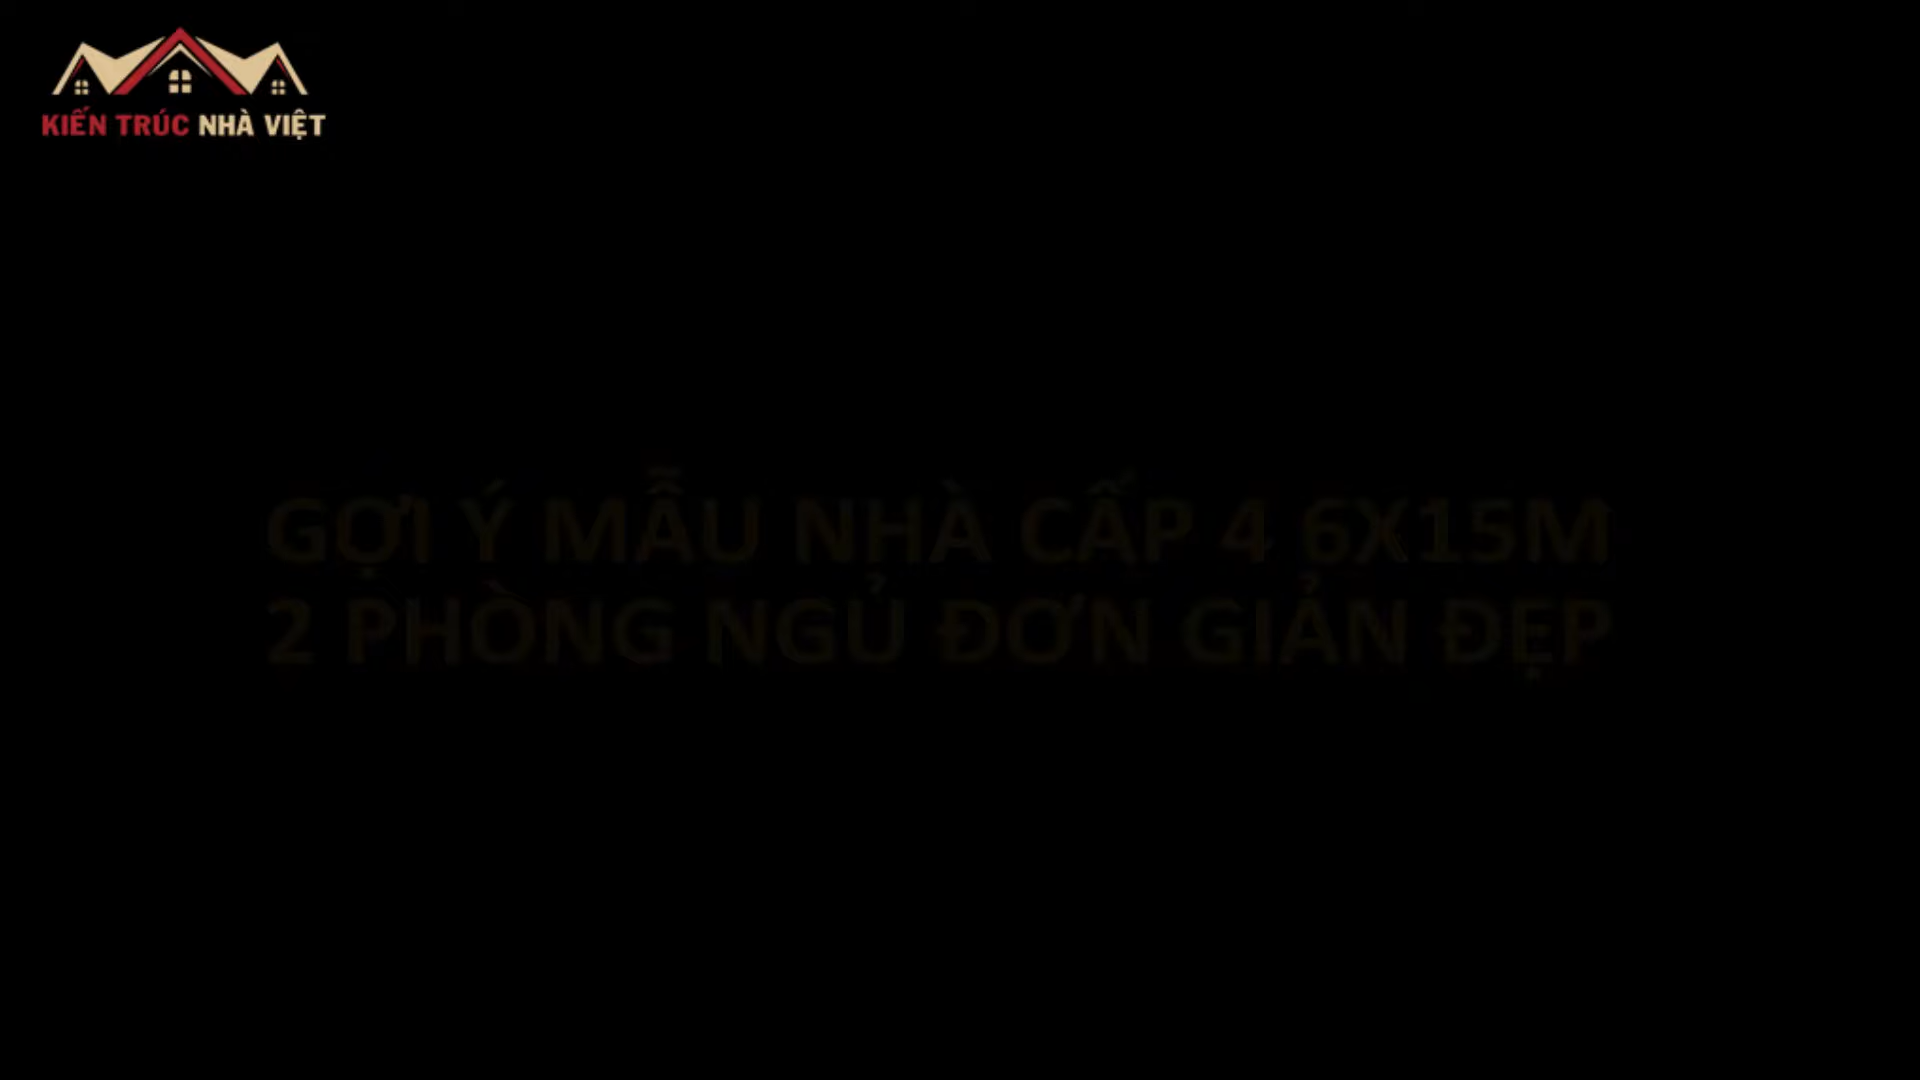 KIẾN TRÚC NHÀ VIỆT
GỢI Ý MẪU NHÀ CẤP 4 6X15M
2 PHÒNG NGỦ ĐƠN GIẢN ĐẸP